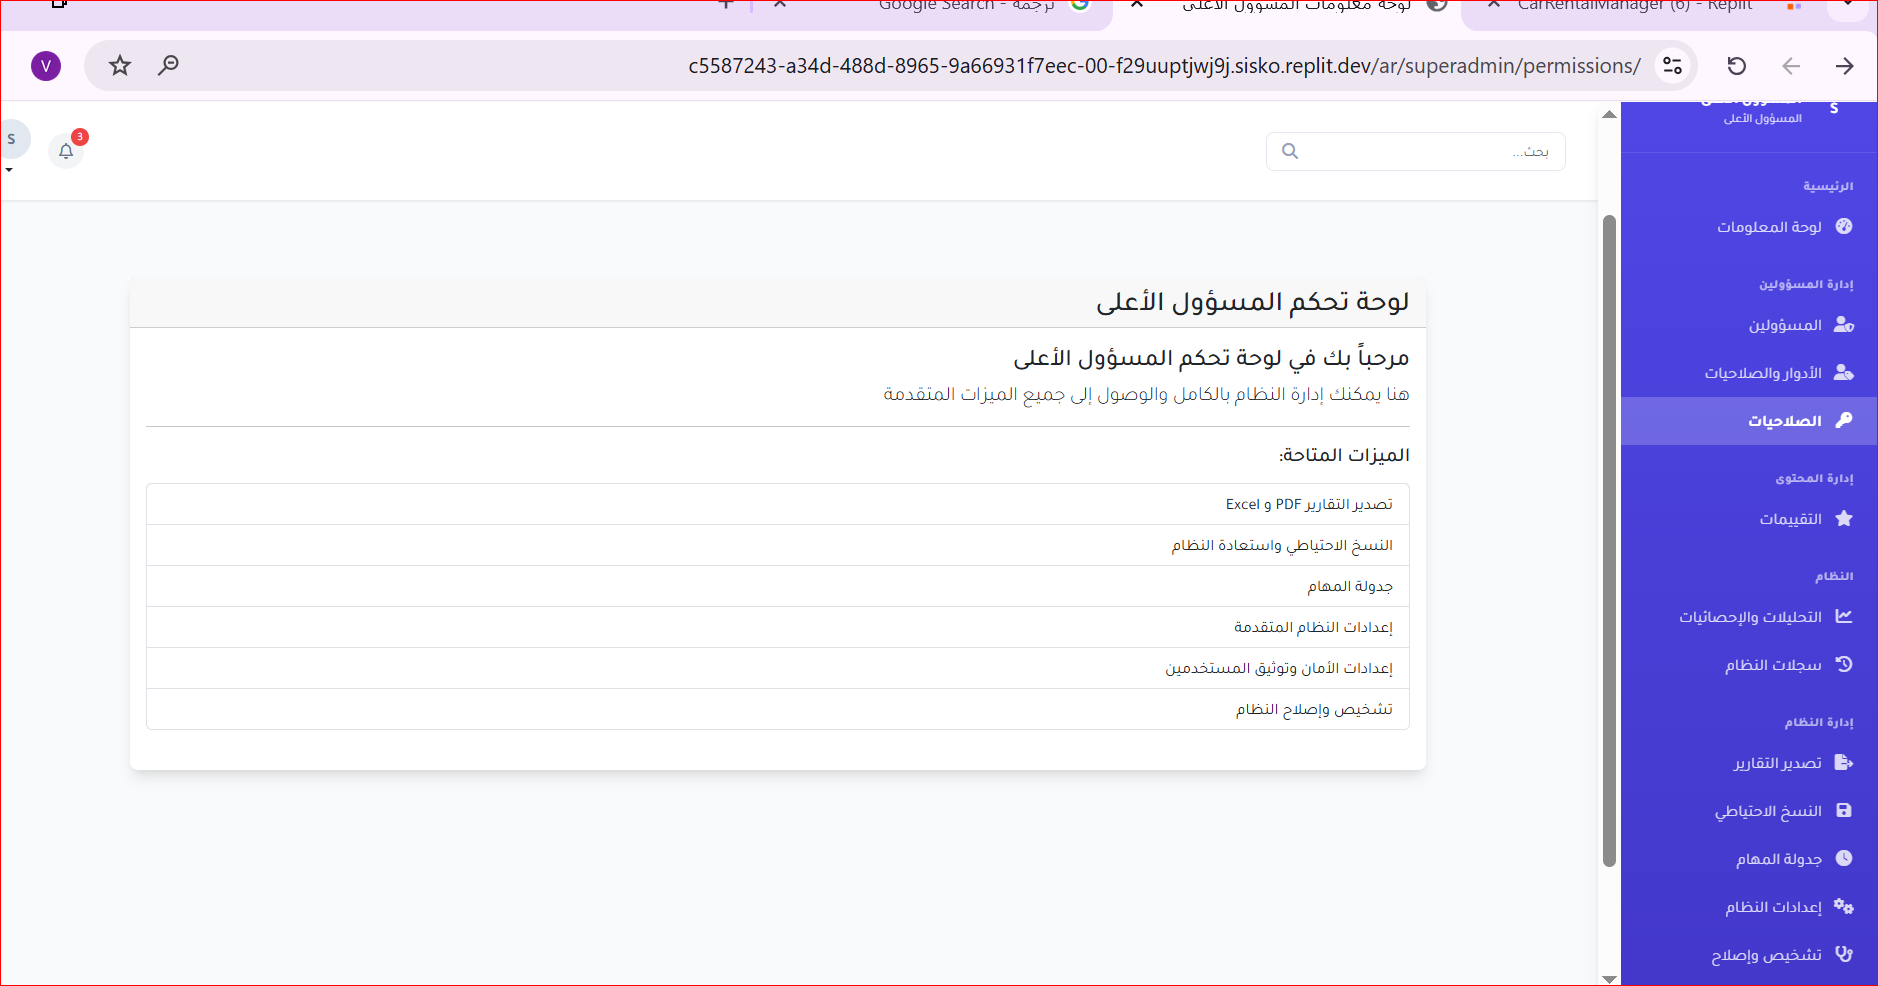 CarRentalManager (6) - Replit
لوحة معلومات المسؤول الأعلى
ترجمة - Google Search
c5587243-a34d-488d-8965-9a66931f7eec-00-f29uuptjwj9j.sisko.replit.dev/ar/superadmin/permissions/
V
S
المسؤول الأعلى
المسؤول الأعلى
الرئيسية
لوحة المعلومات
إدارة المسؤولين
المسؤولين
الأدوار والصلاحيات
الصلاحيات
إدارة المحتوى
التقييمات
النظام
التحليلات والإحصائيات
سجلات النظام
إدارة النظام
تصدير التقارير
النسخ الاحتياطي
جدولة المهام
إعدادات النظام
تشخيص وإصلاح
بحث...
3
S
لوحة تحكم المسؤول الأعلى
مرحباً بك في لوحة تحكم المسؤول الأعلى
هنا يمكنك إدارة النظام بالكامل والوصول إلى جميع الميزات المتقدمة
الميزات المتاحة:
تصدير التقارير PDF و Excel
النسخ الاحتياطي واستعادة النظام
جدولة المهام
إعدادات النظام المتقدمة
إعدادات الأمان وتوثيق المستخدمين
تشخيص وإصلاح النظام